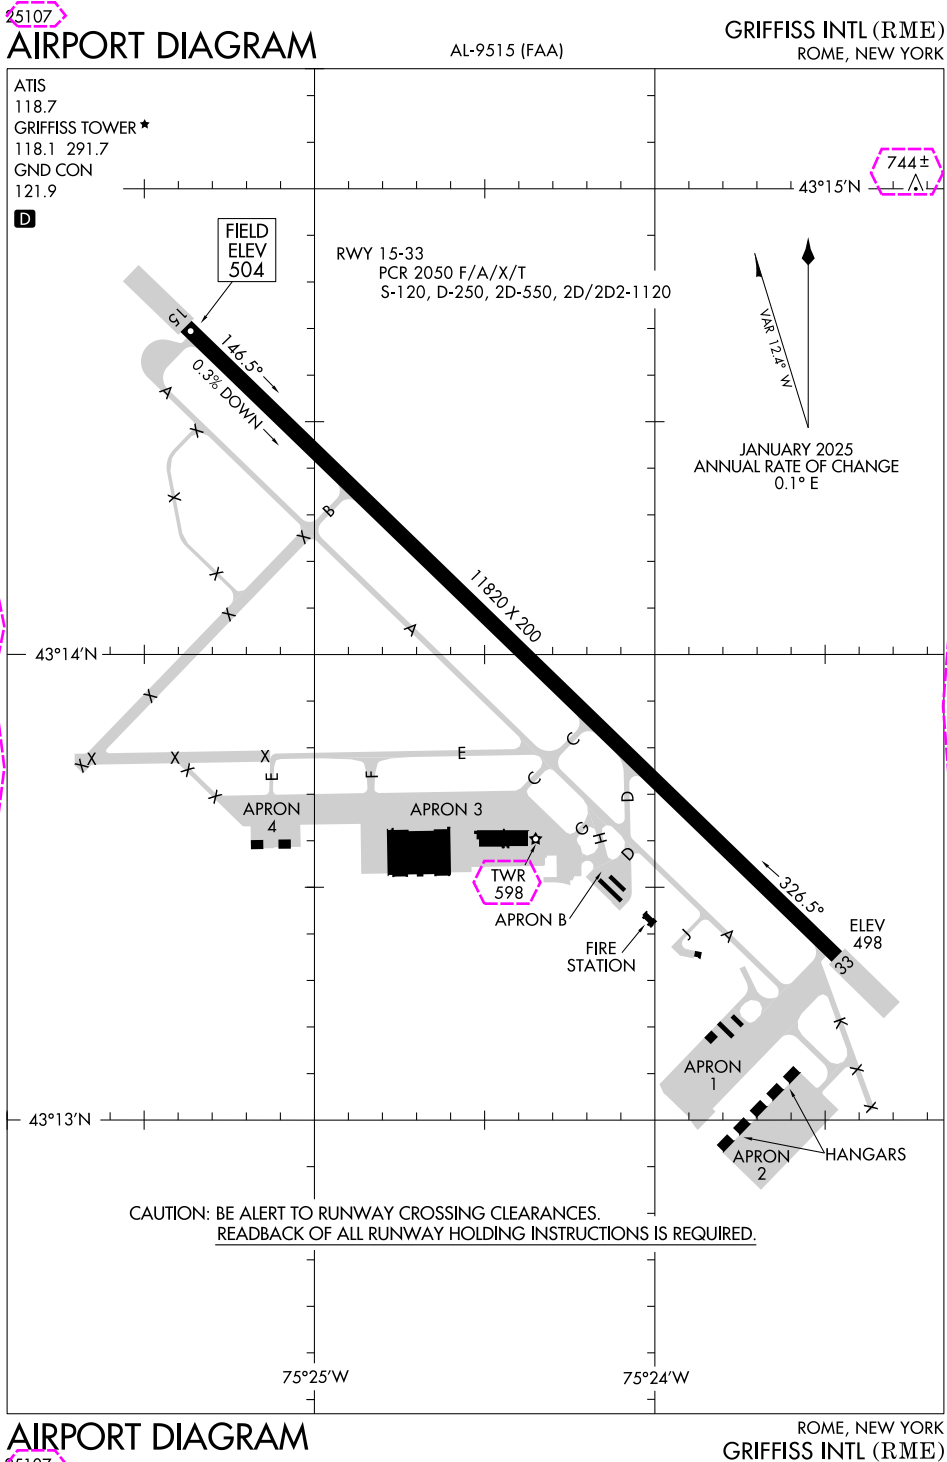 25107
AIRPORT DIAGRAM
AL-9515 (FAA)
GRIFFISS INTL (RME)
ROME, NEW YORK
ATIS
118.7
GRIFFISS TOWER ★
118.1 291.7
GND CON
121.9
D
744±
43°15'N
FIELD
ELEV
504
RWY 15-33
PCR 2050 F/A/X/T
S-120, D-250, 2D-550, 2D/2D2-1120
VAR 12.4° W
JANUARY 2025
ANNUAL RATE OF CHANGE
0.1° E
15
146.5°
0.3% DOWN
A
X
X
B
X
X
X
11820 X 200
A
43°14'N
X
X
X
X
X
E
C
X
X
E
F
C
D
APRON
4
APRON 3
G
H
D
TWR
598
APRON B
326.5°
ELEV
498
FIRE
STATION
J
A
33
K
APRON
1
X
X
43°13'N
APRON
2
HANGARS
CAUTION: BE ALERT TO RUNWAY CROSSING CLEARANCES.
READBACK OF ALL RUNWAY HOLDING INSTRUCTIONS IS REQUIRED.
75°25'W
75°24'W
AIRPORT DIAGRAM
ROME, NEW YORK
GRIFFISS INTL (RME)
25107